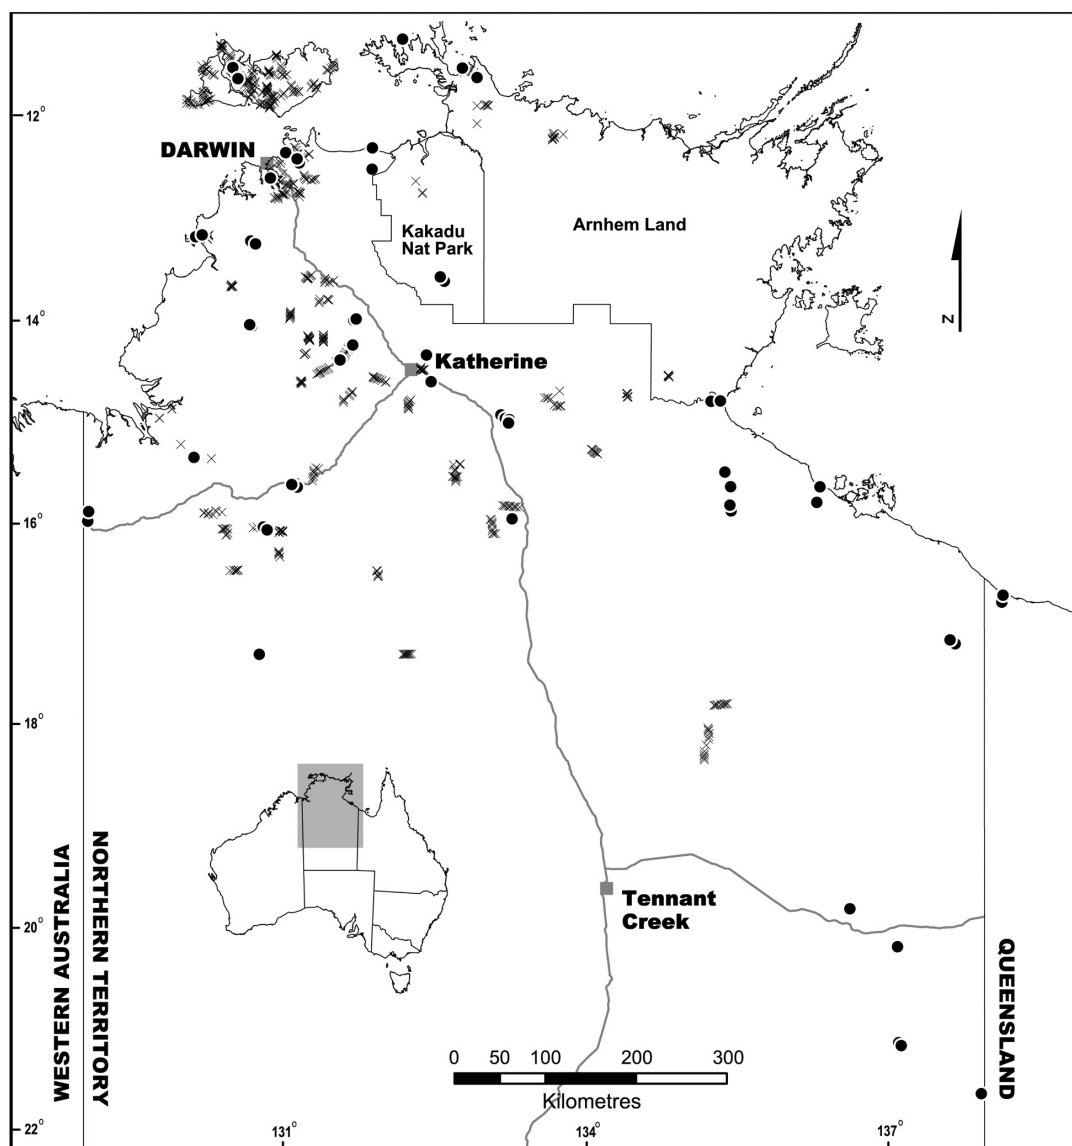 12°
DARWIN
Kakadu
Nat Park
Arnhem Land
N
14°
Katherine
16°
18°
WESTERN AUSTRALIA
NORTHERN TERRITORY
Tennant
Creek
20°
QUEENSLAND
0 50 100 200 300
Kilometres
22°
131° 134° 137°